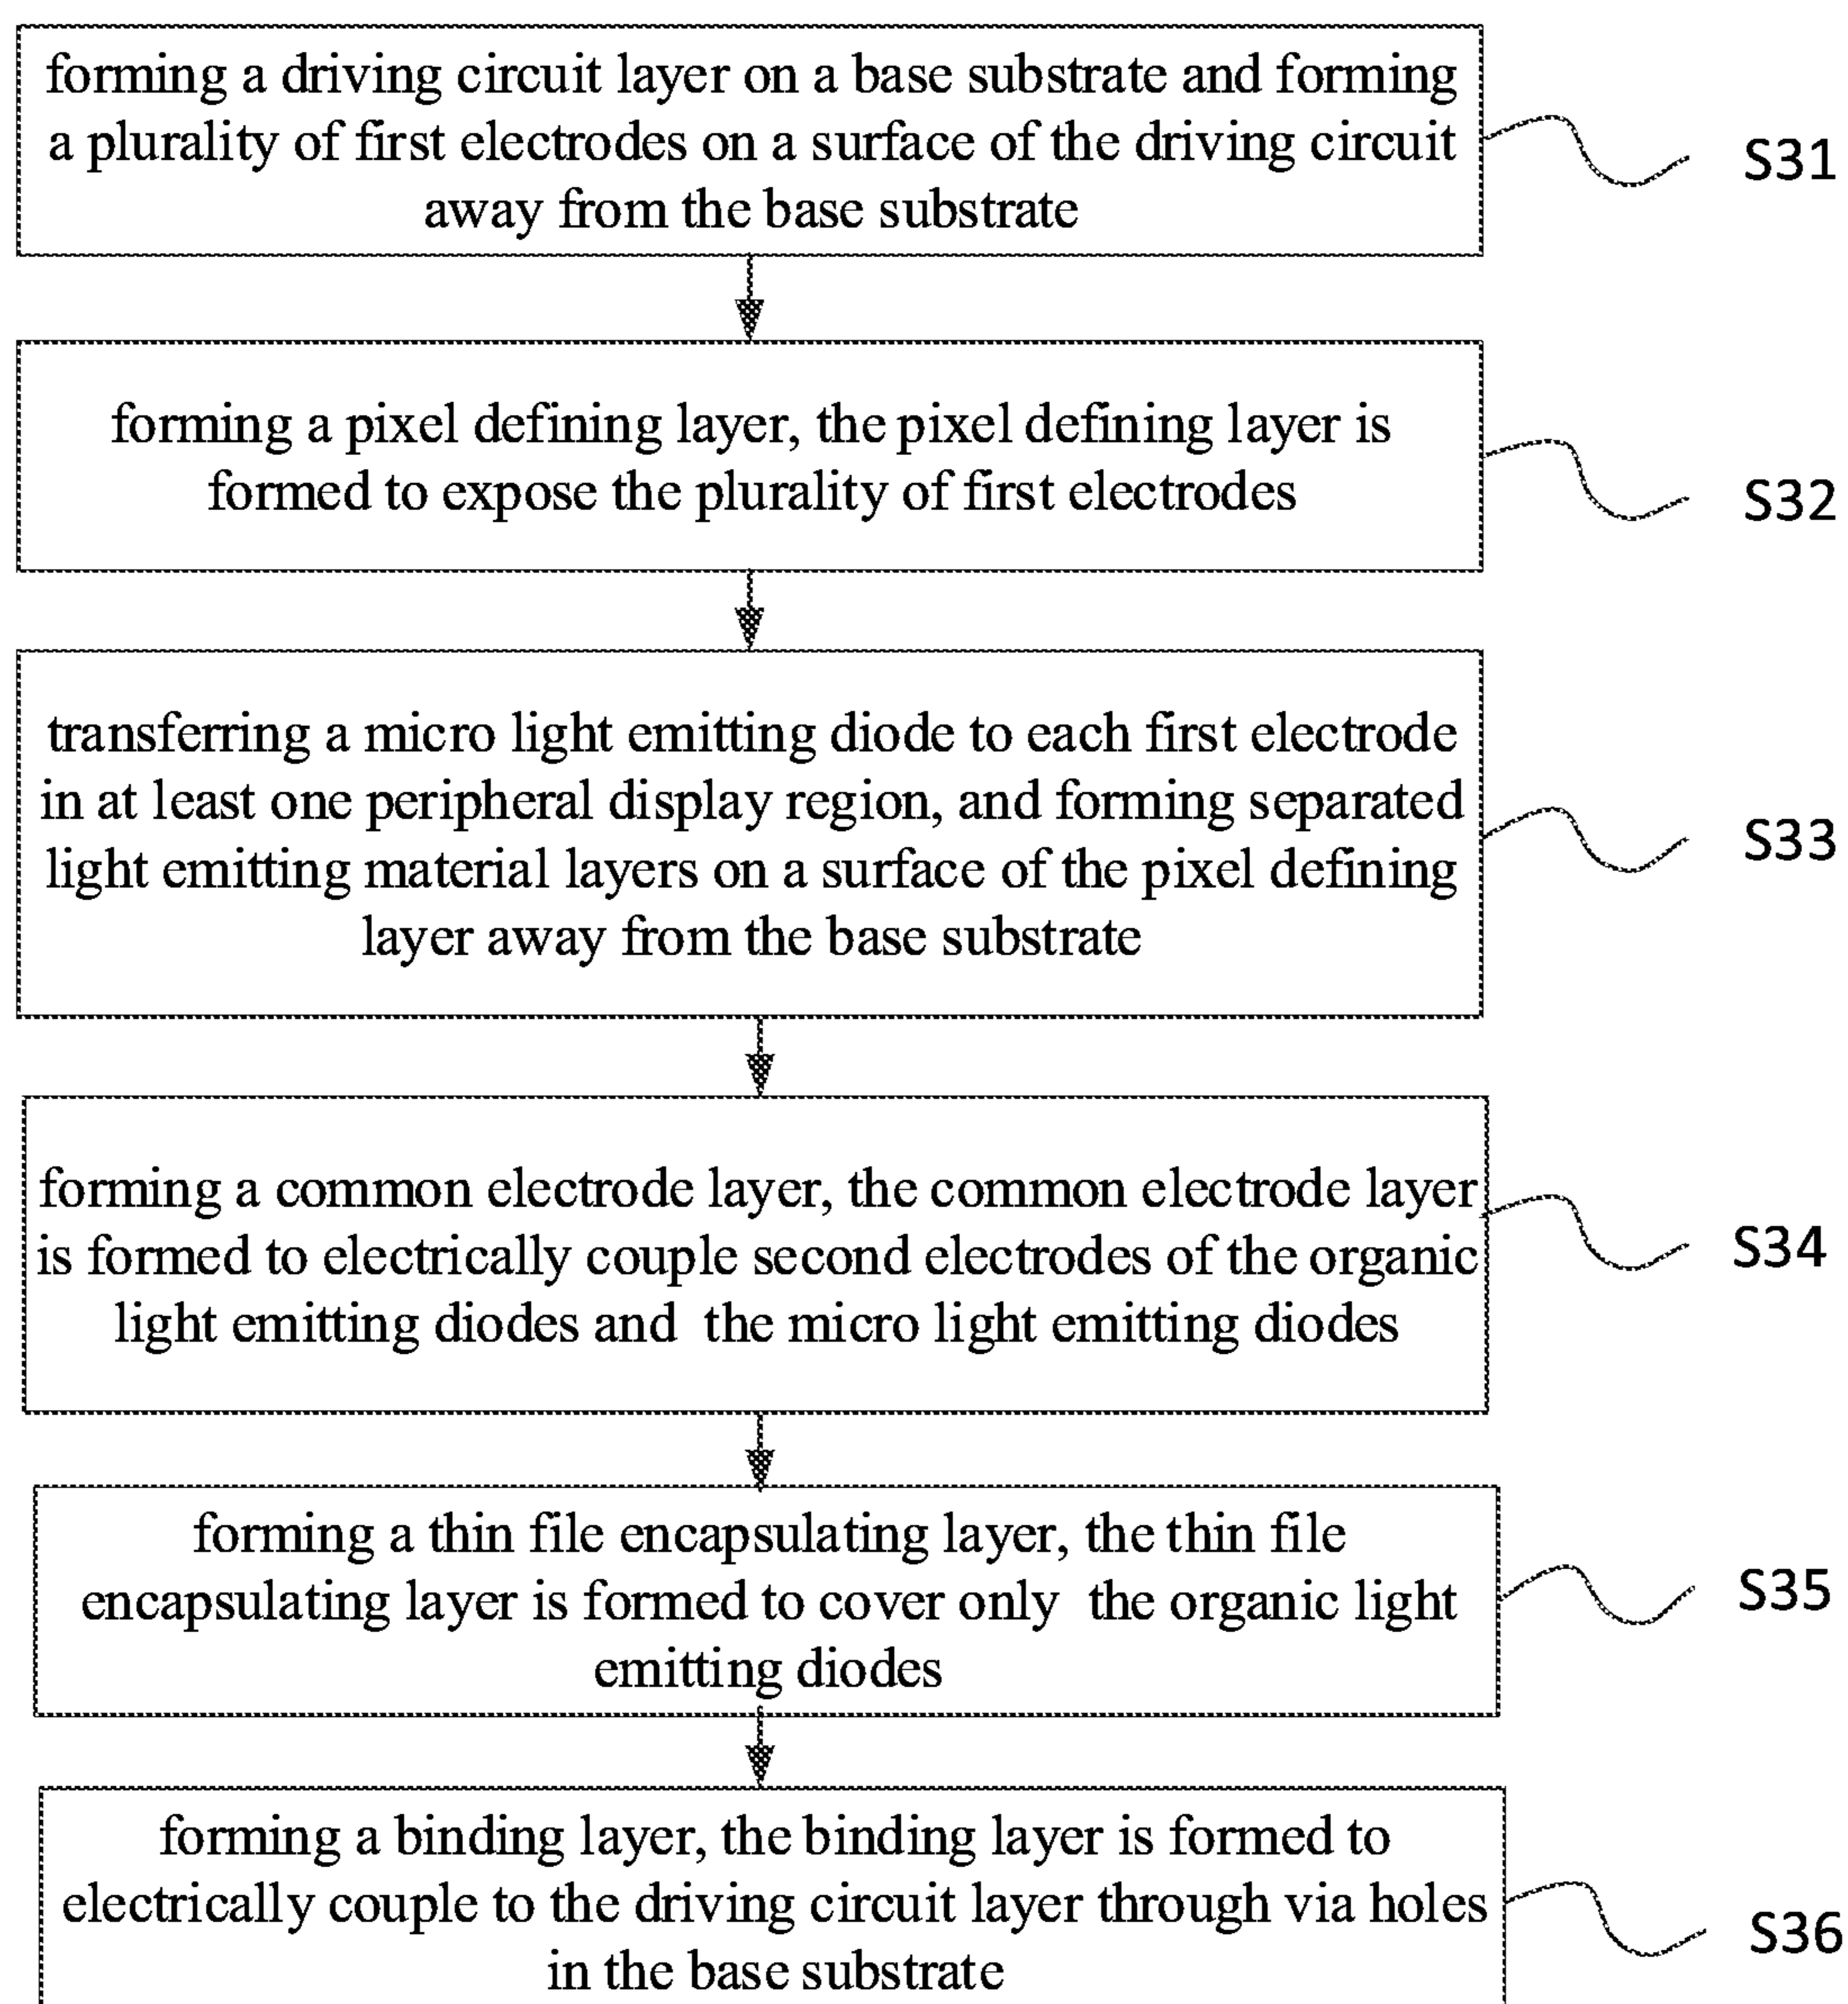 forming a driving circuit layer on a base substrate and forming
a plurality of first electrodes on a surface of the driving circuit
away from the base substrate
S31
forming a pixel defining layer, the pixel defining layer is
formed to expose the plurality of first electrodes
S32
transferring a micro light emitting diode to each first electrode
in at least one peripheral display region, and forming separated
light emitting material layers on a surface of the pixel defining
layer away from the base substrate
S33
forming a common electrode layer, the common electrode layer
is formed to electrically couple second electrodes of the organic
light emitting diodes and the micro light emitting diodes
S34
forming a thin file encapsulating layer, the thin file
encapsulating layer is formed to cover only the organic light
emitting diodes
S35
forming a binding layer, the binding layer is formed to
electrically couple to the driving circuit layer through via holes
in the base substrate
S36